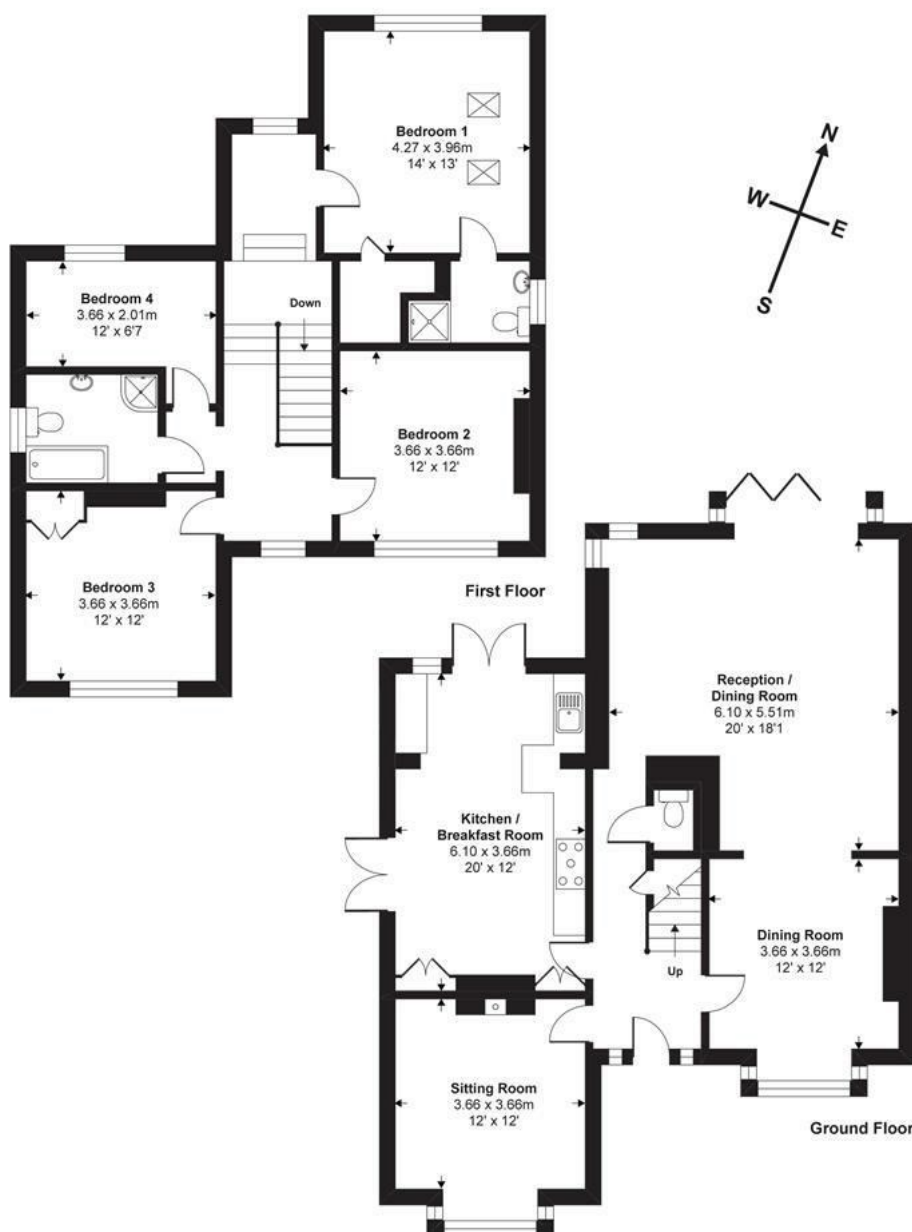 Bedroom 1
4.27 x 3.96m
14' x 13'
N
W
E
S
Bedroom 4
3.66 x 2.01m
12' x 6'7
Down
Bedroom 2
3.66 x 3.66m
12' x 12'
Bedroom 3
3.66 x 3.66m
12' x 12'
First Floor
Reception /
Dining Room
6.10 x 5.51m
20' x 18'1
Kitchen /
Breakfast Room
6.10 x 3.66m
20' x 12'
Dining Room
3.66 x 3.66m
12' x 12'
Up
Sitting Room
3.66 x 3.66m
12' x 12'
Ground Floor